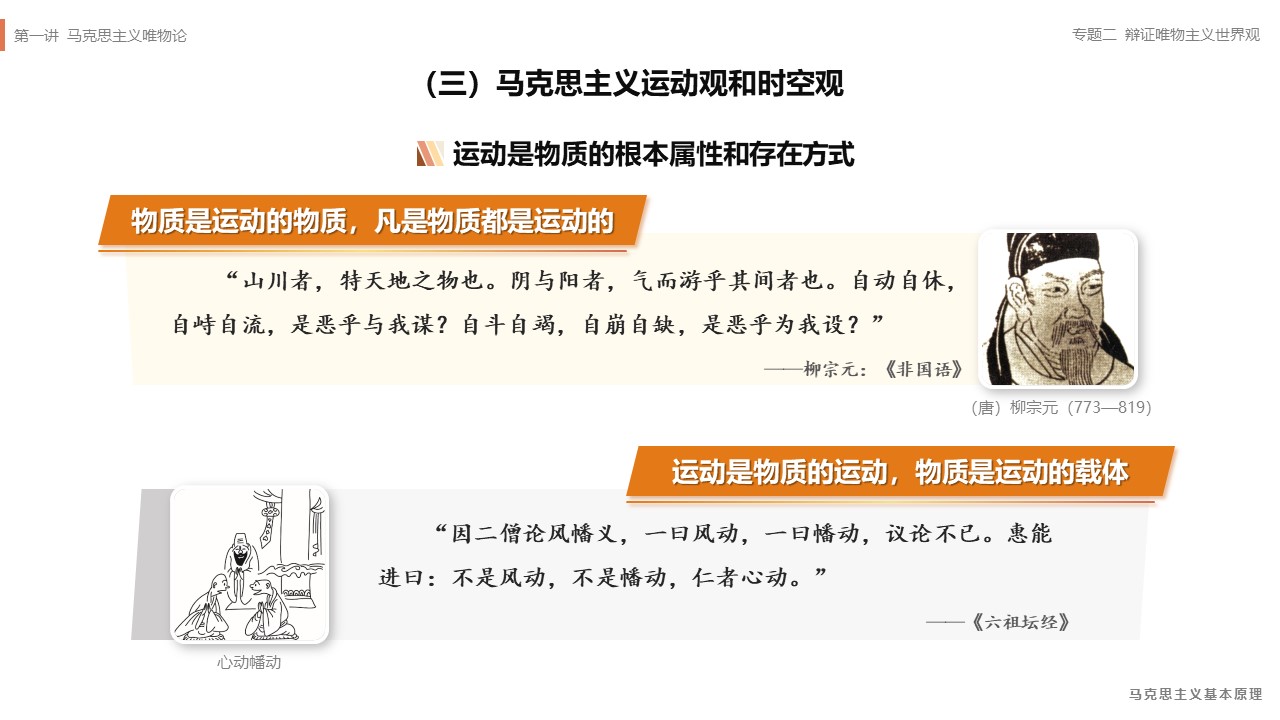 第一讲 马克思主义唯物论
专题二 辩证唯物主义世界观
（三）马克思主义运动观和时空观
运动是物质的根本属性和存在方式
物质是运动的物质，凡是物质都是运动的
“山川者，特天地之物也。阴与阳者，气而游乎其间者也。自动自休，
自峙自流，是恶乎与我谋？自斗自竭，自崩自缺，是恶乎为我设？”
——柳宗元：《非国语》
（唐）柳宗元（773—819）
运动是物质的运动，物质是运动的载体
“因二僧论风幡义，一曰风动，一曰幡动，议论不已。惠能
进曰：不是风动，不是幡动，仁者心动。”
——《六祖坛经》
心动幡动
马克思主义基本原理